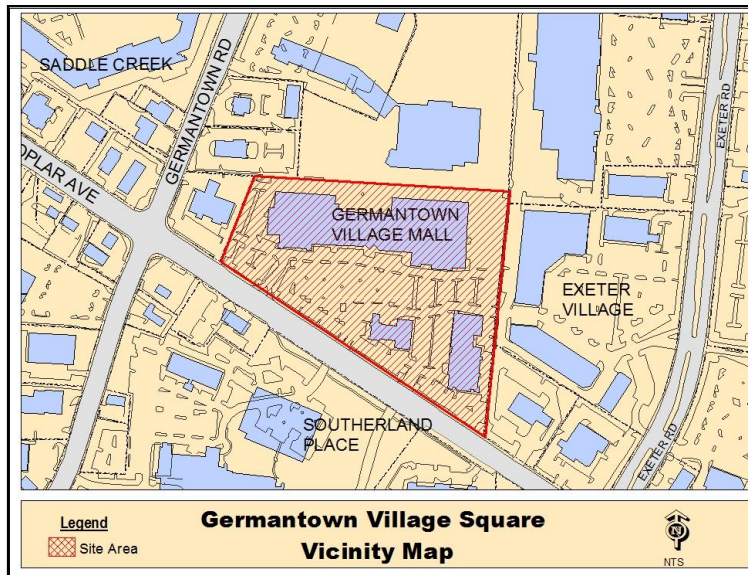 SADDLE CREEK
GERMANTOWN RD
EXETER RD
OPLAR AVE
GERMANTOWN
VILLAGE MALL
EXETER
VILLAGE
SOUTHERLAND
PLACE
EXETER RD
Legend
Site Area
Germantown Village Square
Vicinity Map
N
NTS